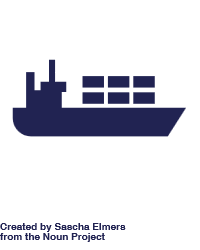 Created by Sascha Elmers
from the Noun Project